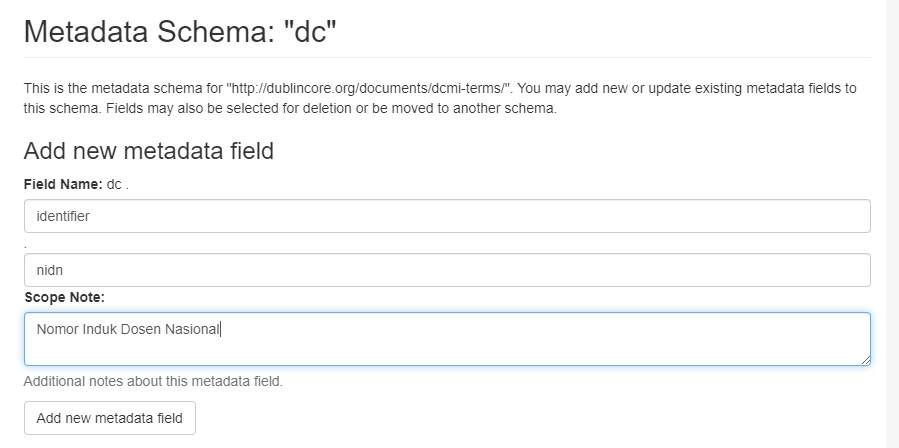 Metadata Schema: "dc"
This is the metadata schema for "http://dublincore.org/documents/dcmi-terms/". You may add new or update existing metadata fields to
this schema. Fields may also be selected for deletion or be moved to another schema.
Add new metadata field
Field Name: dc .
identifier
.
nidn
Scope Note:
Nomor Induk Dosen Nasional
Additional notes about this metadata field.
Add new metadata field